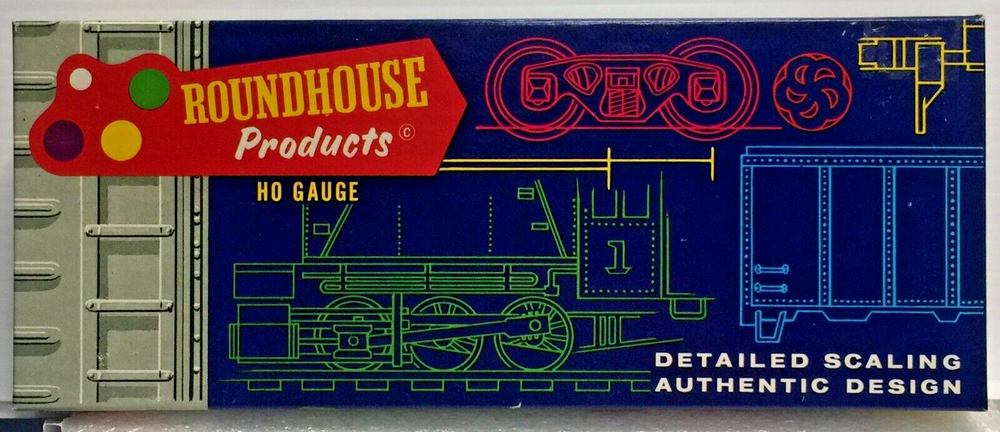 ROUNDHOUSE
Products ©
HO GAUGE
1
DETAILED SCALING
AUTHENTIC DESIGN